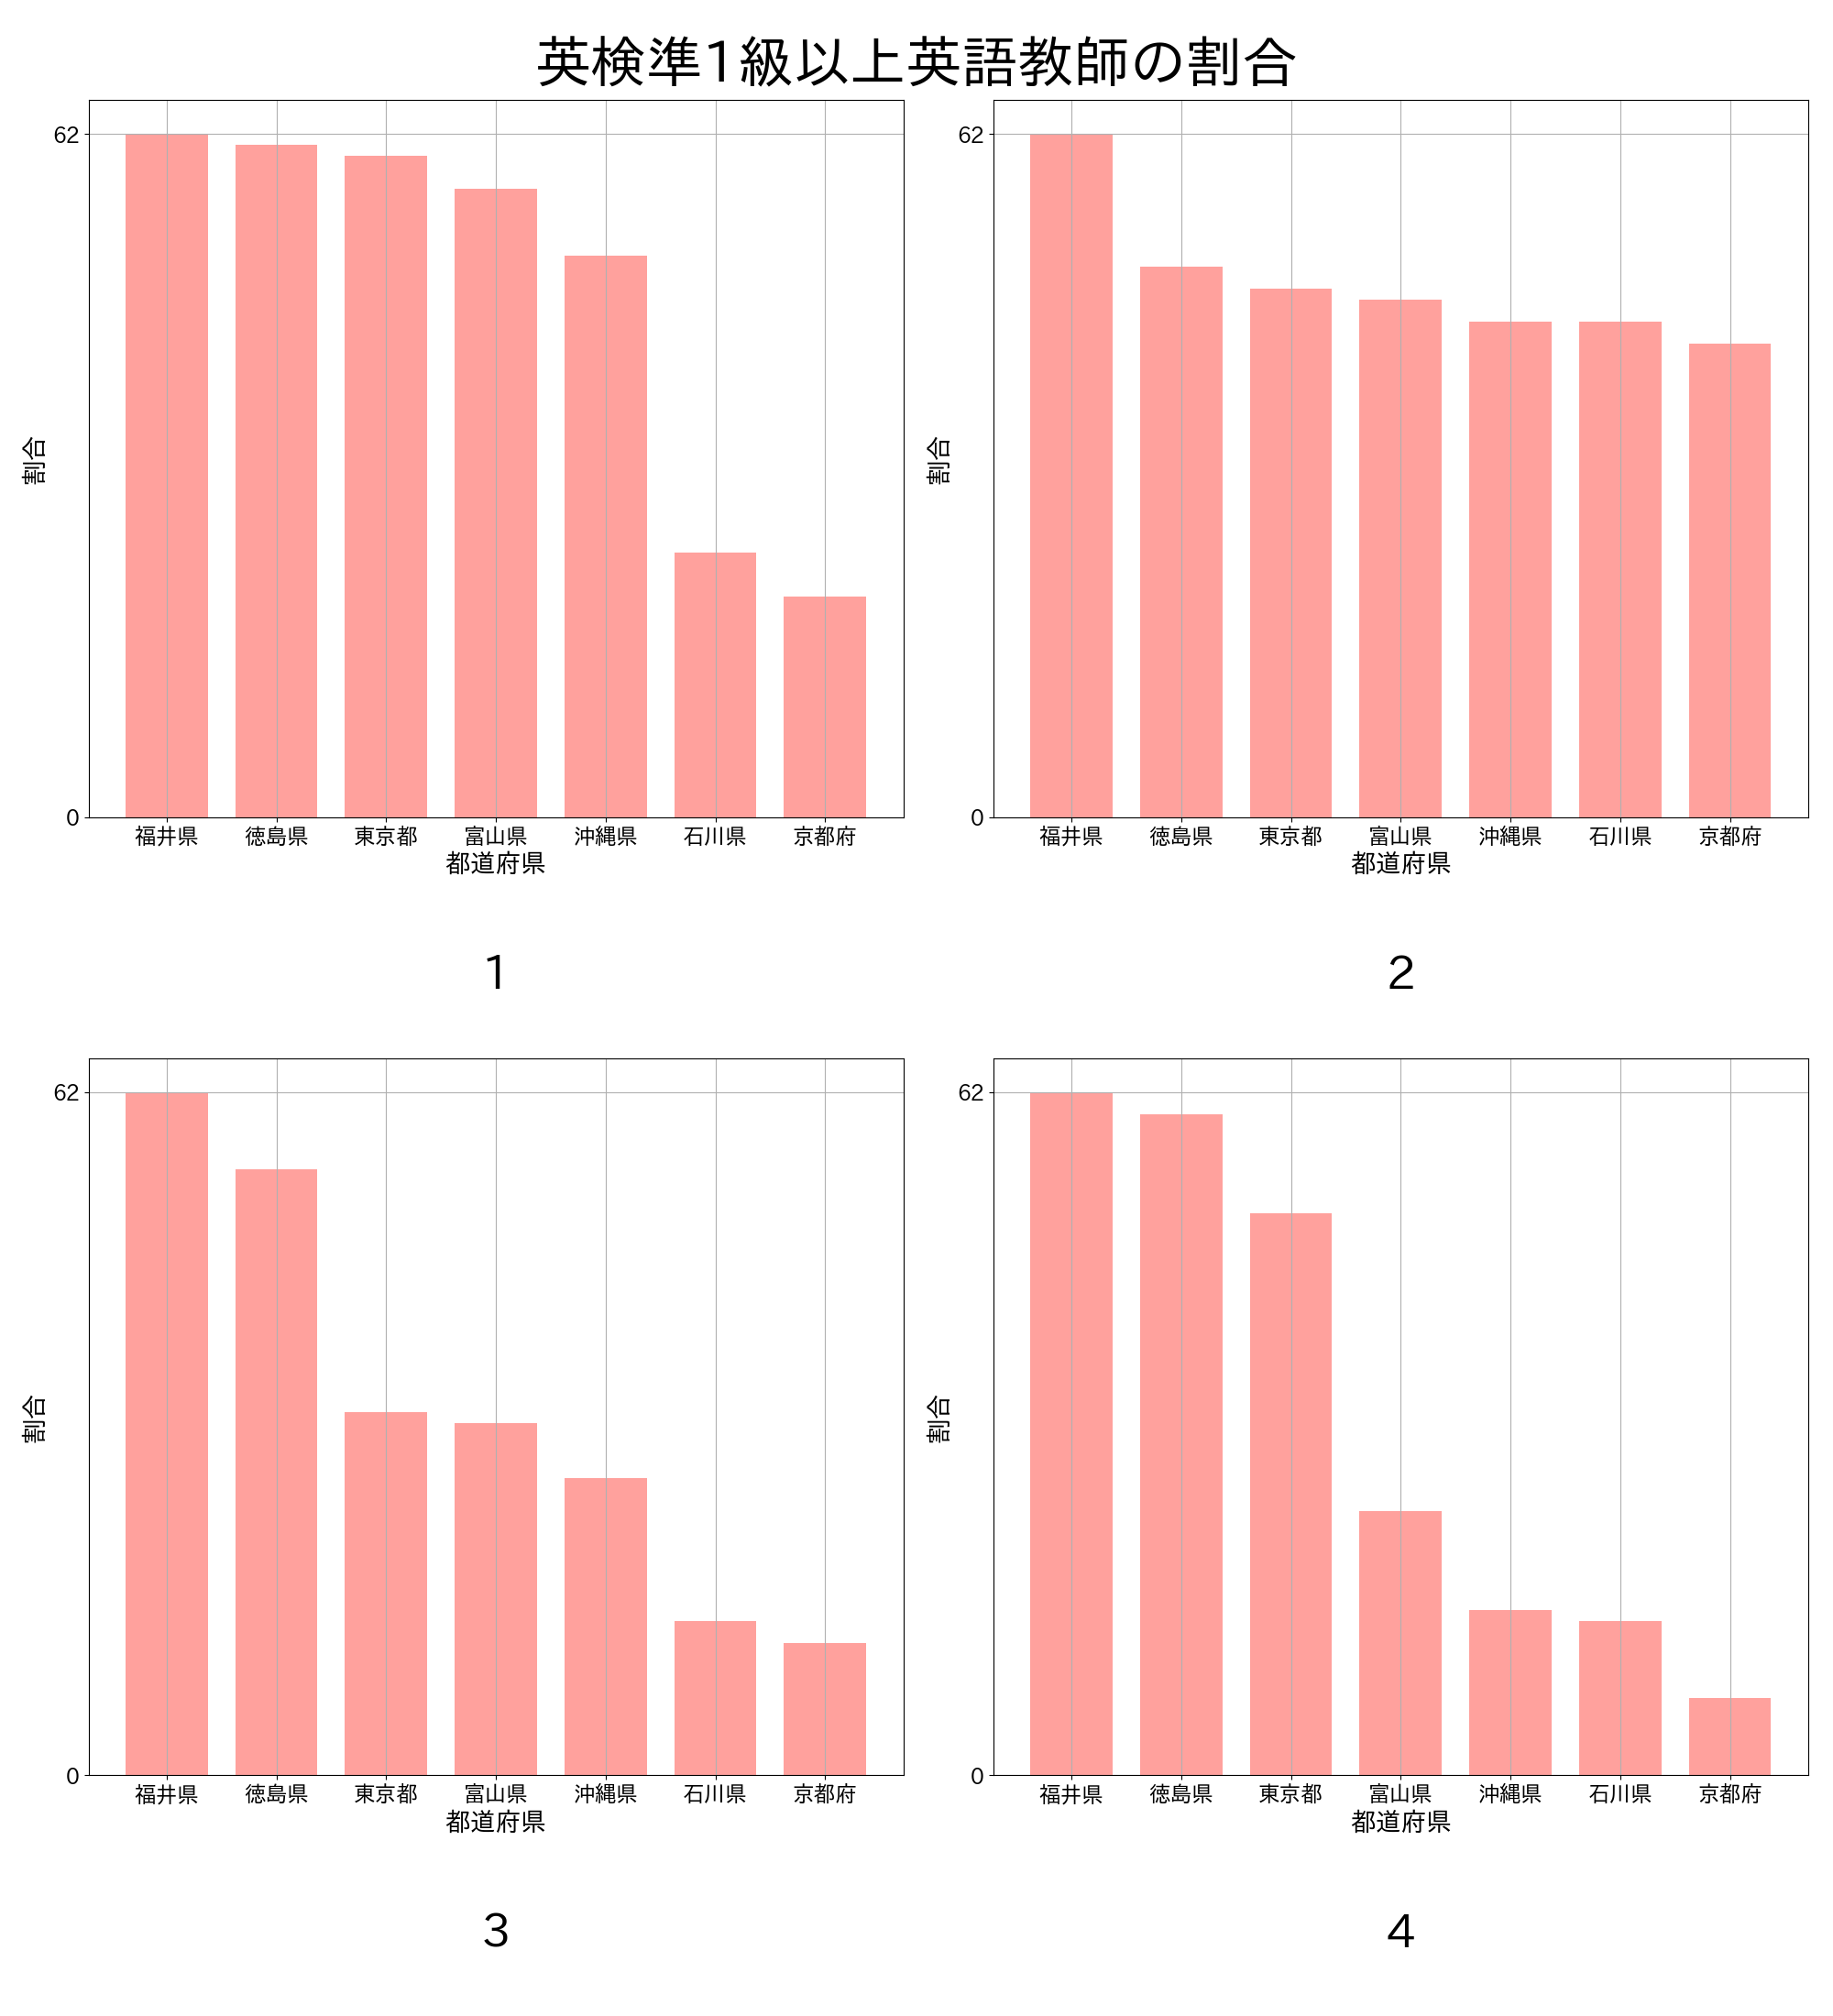 英検準1級以上英語教師の割合
62
0
割合
福井県 徳島県 東京都 富山県 沖縄県 石川県 京都府
都道府県
1
62
0
割合
福井県 徳島県 東京都 富山県 沖縄県 石川県 京都府
都道府県
2
62
0
割合
福井県 徳島県 東京都 富山県 沖縄県 石川県 京都府
都道府県
3
62
0
割合
福井県 徳島県 東京都 富山県 沖縄県 石川県 京都府
都道府県
4